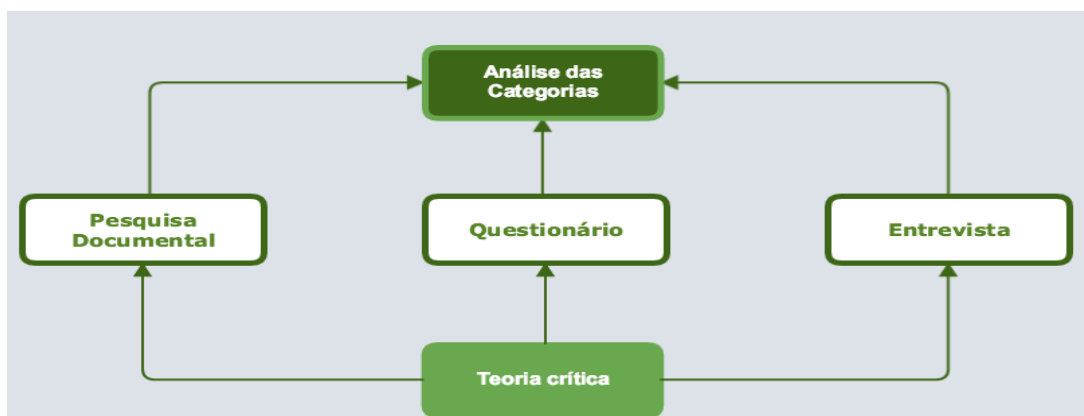 Análise das
Categorias
Pesquisa
Documental
Questionário
Entrevista
Teoria crítica